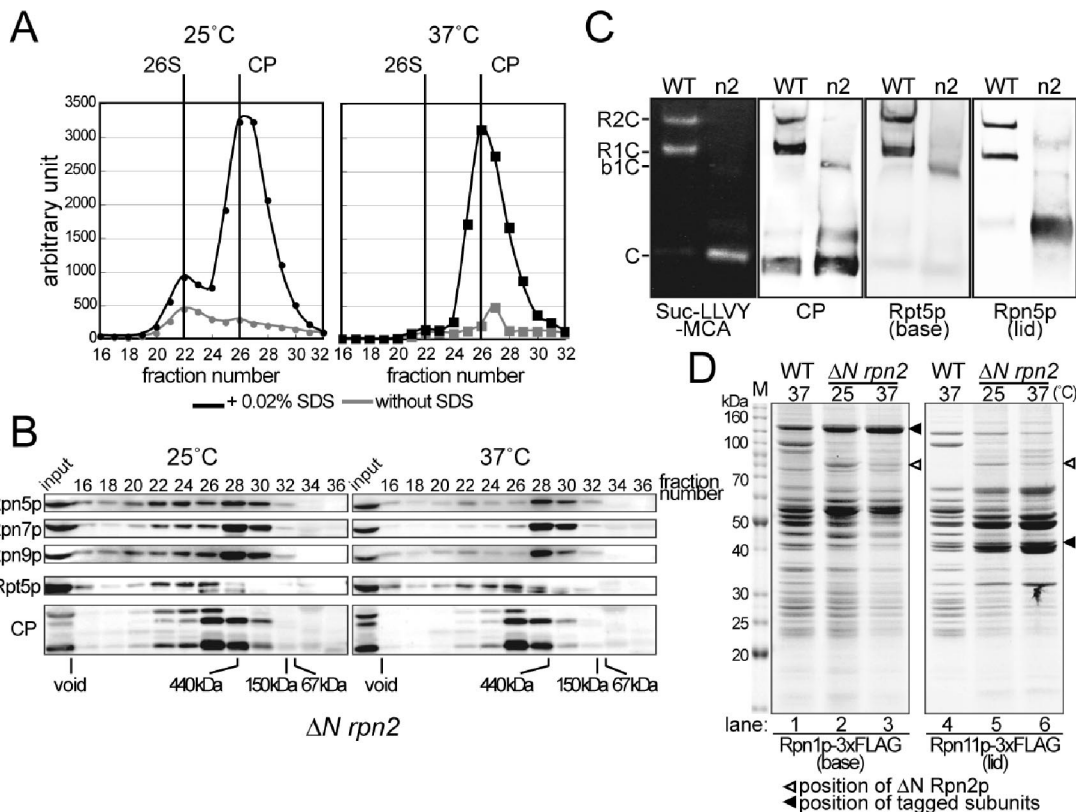 A
25˚C
37˚C
26S CP
26S CP
arbitrary unit
3500
3000
2500
2000
1500
1000
500
0
16 18 20 22 24 26 28 30 32
16 18 20 22 24 26 28 30 32
fraction number
fraction number
+ 0.02% SDS
without SDS
B
25˚C
37˚C
input 16 18 20 22 24 26 28 30 32 34 36
input 16 18 20 22 24 26 28 30 32 34 36
fraction number
pn5p
pn7p
pn9p
Rpt5p
CP
void 440kDa 150kDa 67kDa
void 440kDa 150kDa 67kDa
ΔN rpn2
C
WT n2 WT n2 WT n2 WT n2
R2C
R1C
b1C
C
Suc-LLVY
-MCA
CP
Rpt5p
(base)
Rpn5p
(lid)
D
WT ΔN rpn2
WT ΔN rpn2
M 37 25 37
37 25 37 (˚C)
kDa
160
100
70
50
40
30
25
20
lane: 1 2 3
4 5 6
Rpn1p-3xFLAG
(base)
Rpn11p-3xFLAG
(lid)
position of ΔN Rpn2p
position of tagged subunits